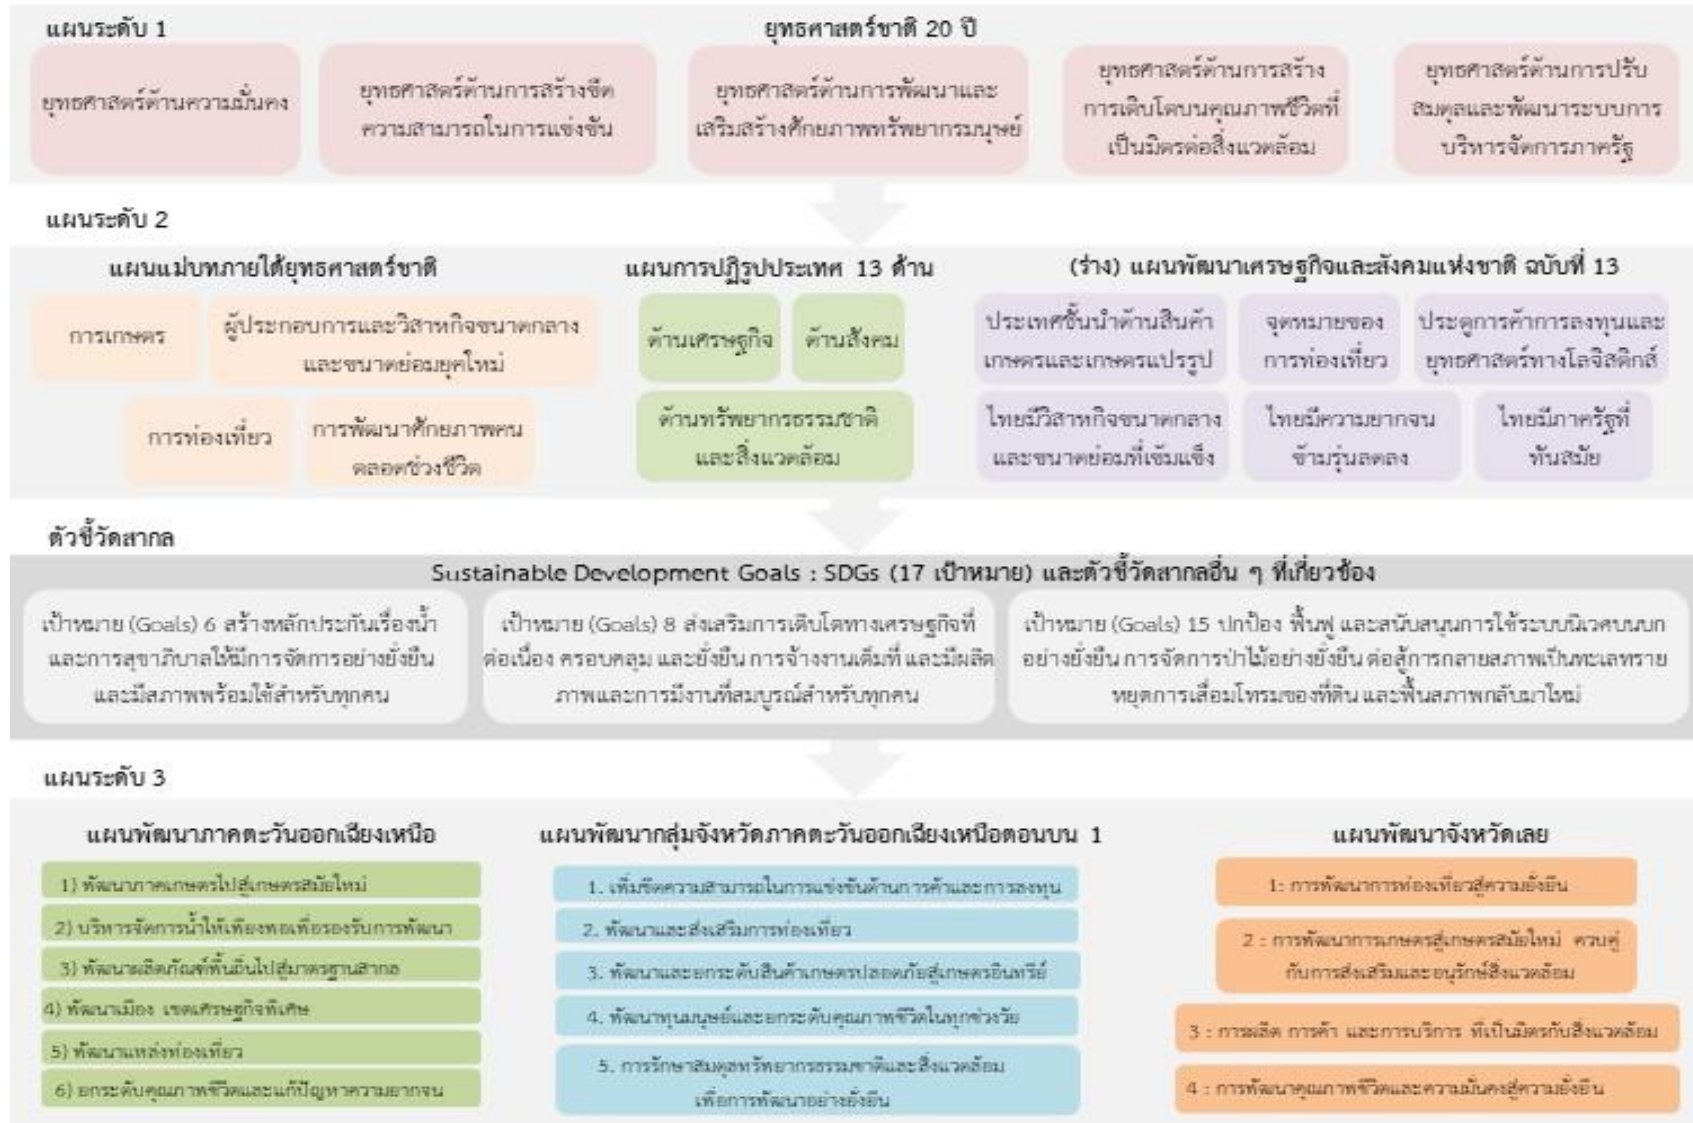 แผนระดับ 1
ยุทธศาสตร์ชาติ 20 ปี
ยุทธศาสตร์ด้านความมั่นคง
ยุทธศาสตร์ด้านการสร้างขีด
ความสามารถในการแข่งขัน
ยุทธศาสตร์ด้านการพัฒนาและ
เสริมสร้างศักยภาพทรัพยากรมนุษย์
ยุทธศาสตร์ด้านการสร้าง
การเติบโตบนคุณภาพชีวิตที่
เป็นมิตรต่อสิ่งแวดล้อม
ยุทธศาสตร์ด้านการปรับ
สมดุลและพัฒนาระบบการ
บริหารจัดการภาครัฐ
แผนระดับ 2
แผนแม่บทภายใต้ยุทธศาสตร์ชาติ
การเกษตร
ผู้ประกอบการและวิสาหกิจขนาดกลาง
และขนาดย่อมยุคใหม่
การท่องเที่ยว
การพัฒนาศักยภาพคน
ตลอดช่วงชีวิต
แผนการปฏิรูปประเทศ 13 ด้าน
ด้านเศรษฐกิจ
ด้านสังคม
ด้านทรัพยากรธรรมชาติ
และสิ่งแวดล้อม
(ร่าง) แผนพัฒนาเศรษฐกิจและสังคมแห่งชาติ ฉบับที่ 13
ประเทศชั้นนำด้านสินค้า
เกษตรและเกษตรแปรรูป
จุดหมายของ
การท่องเที่ยว
ประตูการค้าการลงทุนและ
ยุทธศาสตร์ทางโลจิสติกส์
ไทยมีวิสาหกิจขนาดกลาง
และขนาดย่อมที่เข้มแข็ง
ไทยมีความยากจน
ข้ามรุ่นลดลง
ไทยมีภาครัฐที่
ทันสมัย
ตัวชี้วัดสากล
Sustainable Development Goals : SDGs (17 เป้าหมาย) และตัวชี้วัดสากลอื่น ๆ ที่เกี่ยวข้อง
เป้าหมาย (Goals) 6 สร้างหลักประกันเรื่องน้ำ
และการสุขาภิบาลให้มีการจัดการอย่างยั่งยืน
และมีสภาพพร้อมใช้สำหรับทุกคน
เป้าหมาย (Goals) 8 ส่งเสริมการเติบโตทางเศรษฐกิจที่
ต่อเนื่อง ครอบคลุม และยั่งยืน การจ้างงานเต็มที่ และมีผลิต
ภาพและการมีงานที่สมบูรณ์สำหรับทุกคน
เป้าหมาย (Goals) 15 ปกป้อง ฟื้นฟู และสนับสนุนการใช้ระบบนิเวศบนบก
อย่างยั่งยืน การจัดการป่าไม้อย่างยั่งยืน ต่อสู้การกลายสภาพเป็นทะเลทราย
หยุดการเสื่อมโทรมของที่ดิน และฟื้นสภาพกลับมาใหม่
แผนระดับ 3
แผนพัฒนาภาคตะวันออกเฉียงเหนือ
1) พัฒนาภาคเกษตรไปสู่เกษตรสมัยใหม่
2) บริหารจัดการน้ำให้เพียงพอเพื่อรองรับการพัฒนา
3) พัฒนาผลิตภัณฑ์พื้นถิ่นไปสู่มาตรฐานสากล
4) พัฒนาเมือง เขตเศรษฐกิจพิเศษ
5) พัฒนาแหล่งท่องเที่ยว
6) ยกระดับคุณภาพชีวิตและแก้ปัญหาความยากจน
แผนพัฒนากลุ่มจังหวัดภาคตะวันออกเฉียงเหนือตอนบน 1
1. เพิ่มขีดความสามารถในการแข่งขันด้านการค้าและการลงทุน
2. พัฒนาและส่งเสริมการท่องเที่ยว
3. พัฒนาและยกระดับสินค้าเกษตรปลอดภัยสู่เกษตรอินทรีย์
4. พัฒนาทุนมนุษย์และยกระดับคุณภาพชีวิตในทุกช่วงวัย
5. การรักษาสมดุลทรัพยากรธรรมชาติและสิ่งแวดล้อม
เพื่อการพัฒนาอย่างยั่งยืน
แผนพัฒนาจังหวัดเลย
1: การพัฒนาการท่องเที่ยวสู่ความยั่งยืน
2 : การพัฒนาการเกษตรสู่เกษตรสมัยใหม่ ควบคู่
กับการส่งเสริมและอนุรักษ์สิ่งแวดล้อม
3 : การผลิต การค้า และการบริการ ที่เป็นมิตรกับสิ่งแวดล้อม
4 : การพัฒนาคุณภาพชีวิตและความมั่นคงสู่ความยั่งยืน